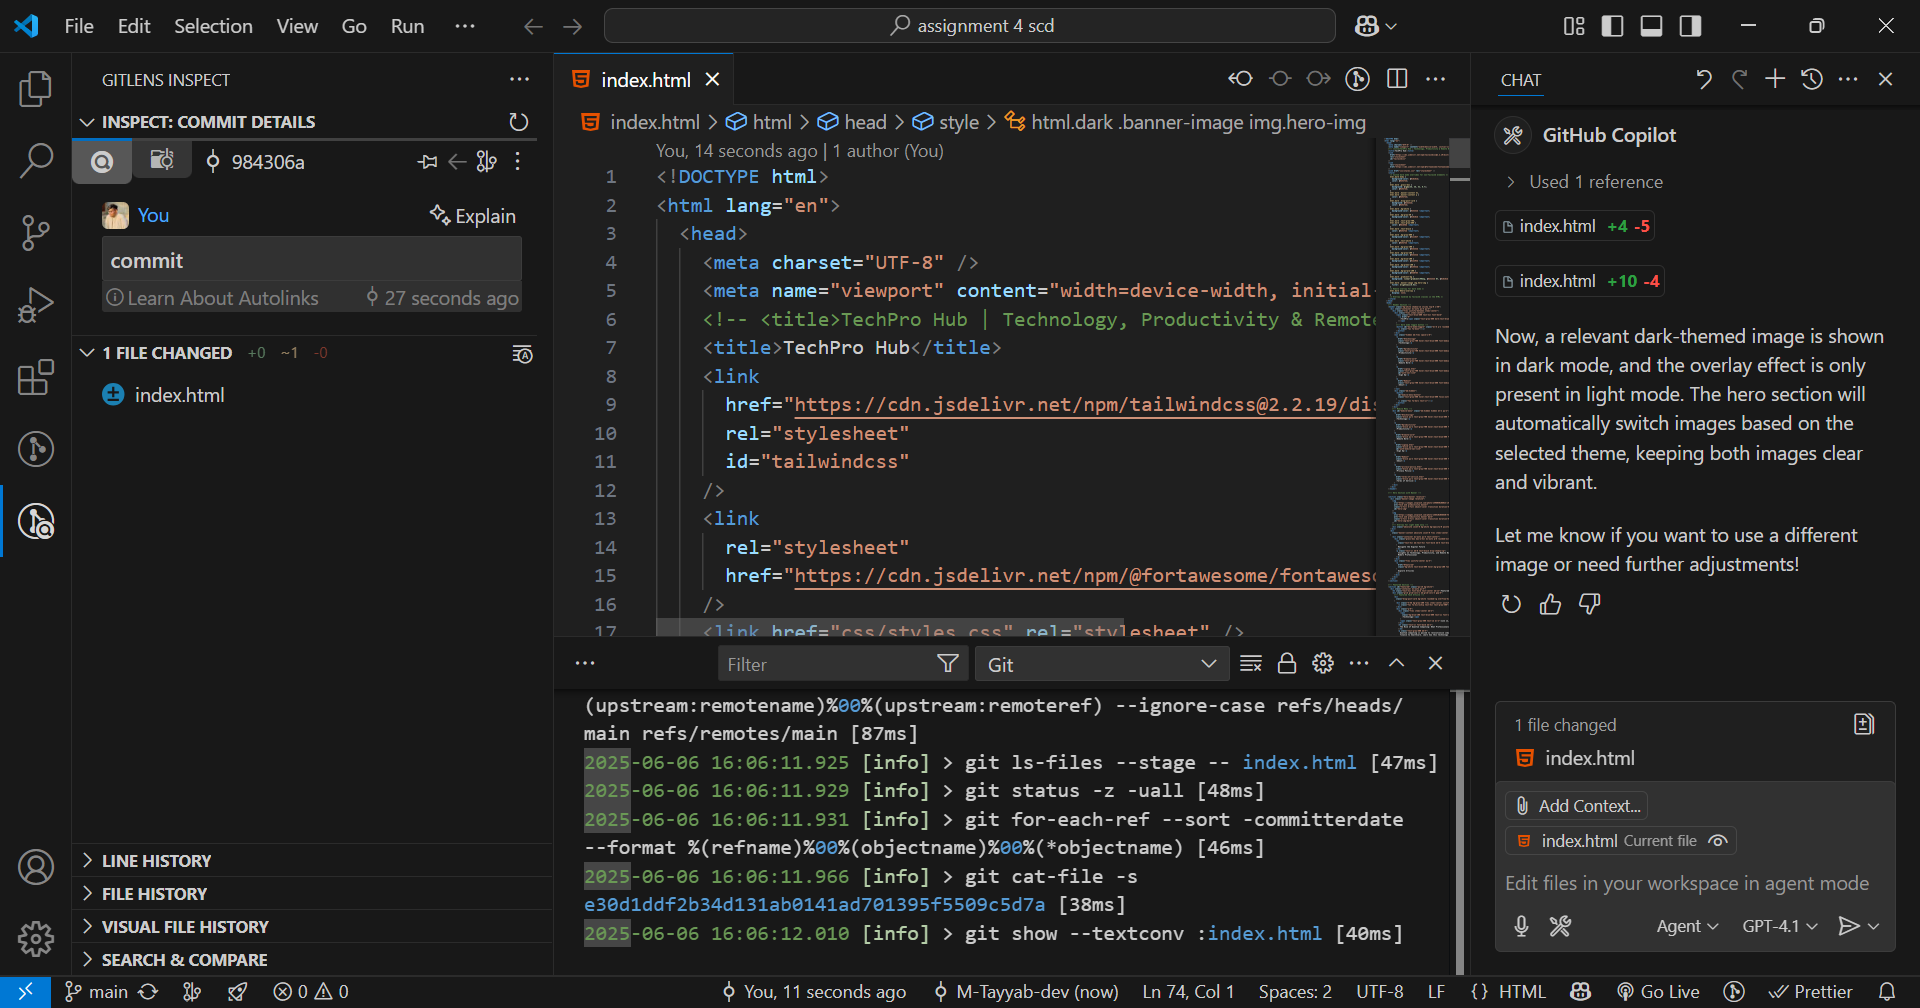 File Edit Selection View Go Run ···
assignment 4 scd
GITLENS INSPECT
INSPECT: COMMIT DETAILS
984306a
You
Explain
commit
Learn About Autolinks 27 seconds ago
1 FILE CHANGED +0 ~1 -0
index.html
LINE HISTORY
FILE HISTORY
VISUAL FILE HISTORY
SEARCH & COMPARE
index.html
index.html > html > head > style > html.dark .banner-image img.hero-img
You, 14 seconds ago | 1 author (You)
1 <!DOCTYPE html>
2 <html lang="en">
3 <head>
4 <meta charset="UTF-8" />
5 <meta name="viewport" content="width=device-width, initial-
6 <!-- <title>TechPro Hub | Technology, Productivity & Remote
7 <title>TechPro Hub</title>
8 <link
9 href="https://cdn.jsdelivr.net/npm/tailwindcss@2.2.19/dis
10 rel="stylesheet"
11 id="tailwindcss"
12 />
13 <link
14 rel="stylesheet"
15 href="https://cdn.jsdelivr.net/npm/@fortawesome/fontaweso
16 />
17 <link href="css/styles.css" rel="stylesheet" />
Filter
Git
(upstream:remotename)%00%(upstream:remoteref) --ignore-case refs/heads/
main refs/remotes/main [87ms]
2025-06-06 16:06:11.925 [info] > git ls-files --stage -- index.html [47ms]
2025-06-06 16:06:11.929 [info] > git status -z -uall [48ms]
2025-06-06 16:06:11.931 [info] > git for-each-ref --sort -committerdate
--format %(refname)%00%(objectname)%00%(*objectname) [46ms]
2025-06-06 16:06:11.966 [info] > git cat-file -s
e30d1ddf2b34d131ab0141ad701395f5509c5d7a [38ms]
2025-06-06 16:06:12.010 [info] > git show --textconv :index.html [40ms]
CHAT
GitHub Copilot
Used 1 reference
index.html +4 -5
index.html +10 -4
Now, a relevant dark-themed image is shown
in dark mode, and the overlay effect is only
present in light mode. The hero section will
automatically switch images based on the
selected theme, keeping both images clear
and vibrant.
Let me know if you want to use a different
image or need further adjustments!
1 file changed
index.html
Add Context...
index.html Current file
Edit files in your workspace in agent mode
Agent GPT-4.1
main 0 0 You, 11 seconds ago M-Tayyab-dev (now) Ln 74, Col 1 Spaces: 2 UTF-8 LF {} HTML Go Live Prettier